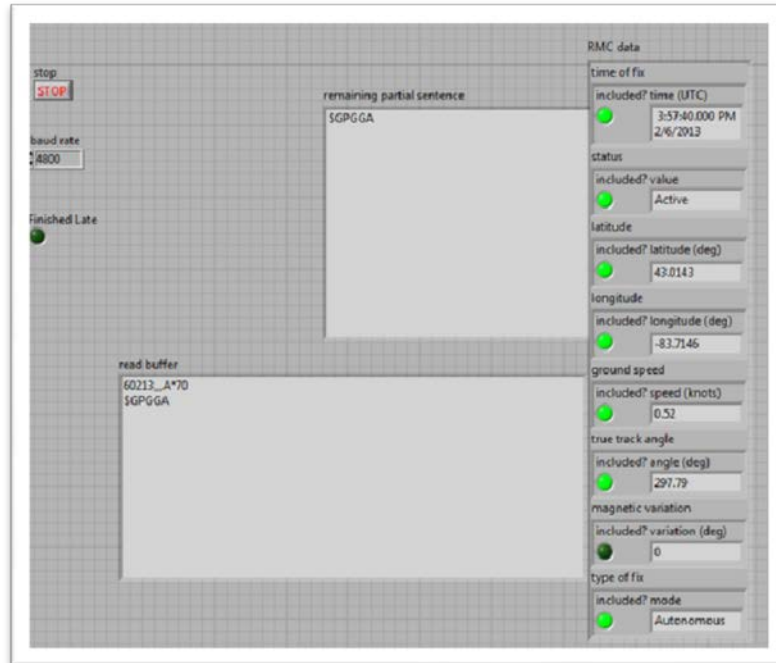 stop
STOP
baud rate
4800
Finished Late
remaining partial sentence
$GPGGA
read buffer
60213,,,A*70
$GPGGA
RMC data
time of fix
included? time (UTC)
3:57:40.000 PM
2/6/2013
status
included? value
Active
latitude
included? latitude (deg)
43.0143
longitude
included? longitude (deg)
-83.7146
ground speed
included? speed (knots)
0.52
true track angle
included? angle (deg)
297.79
magnetic variation
included? variation (deg)
0
type of fix
included? mode
Autonomous